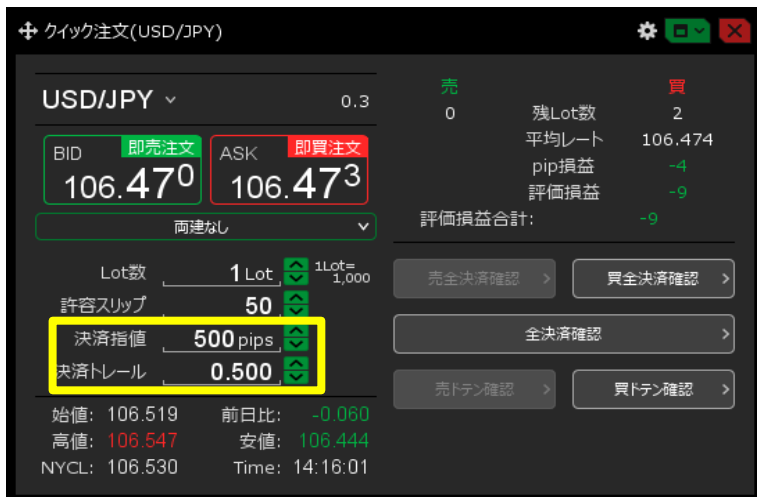 クイック注文(USD/JPY)
USD/JPY
0.3
BID 即売注文
106.470
ASK 即買注文
106.473
両建なし
Lot数 1 Lot 1Lot=1,000
許容スリップ 50
決済指値 500 pips
決済トレール 0.500
始値: 106.519 前日比: -0.060
高値: 106.547 安値: 106.444
NYCL: 106.530 Time: 14:16:01
売 買
0 残Lot数 2
平均レート 106.474
pip損益 -4
評価損益 -9
評価損益合計: -9
売全決済確認 買全決済確認
全決済確認
売ドテン確認 買ドテン確認